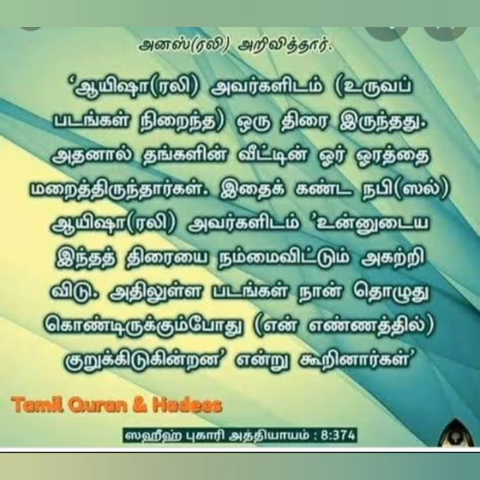 அனஸ்(ரலி) அறிவித்தார்.
'ஆயிஷா(ரலி) அவர்களிடம் (உருவப்
படங்கள் நிறைந்த) ஒரு திரை இருந்தது.
அதனால் தங்களின் வீட்டின் ஓர் ஓரத்தை
மறைத்திருந்தார்கள். இதைக் கண்ட நபி(ஸல்)
ஆயிஷா(ரலி) அவர்களிடம் 'உன்னுடைய
இந்தத் திரையை நம்மைவிட்டும் அகற்றி
விடு. அதிலுள்ள படங்கள் நான் தொழுது
கொண்டிருக்கும்போது (என் எண்ணத்தில்)
குறுக்கிடுகின்றன' என்று கூறினார்கள்'
Tamil Quran & Hadees
ஸஹீஹ் புகாரி அத்தியாயம் : 8:374